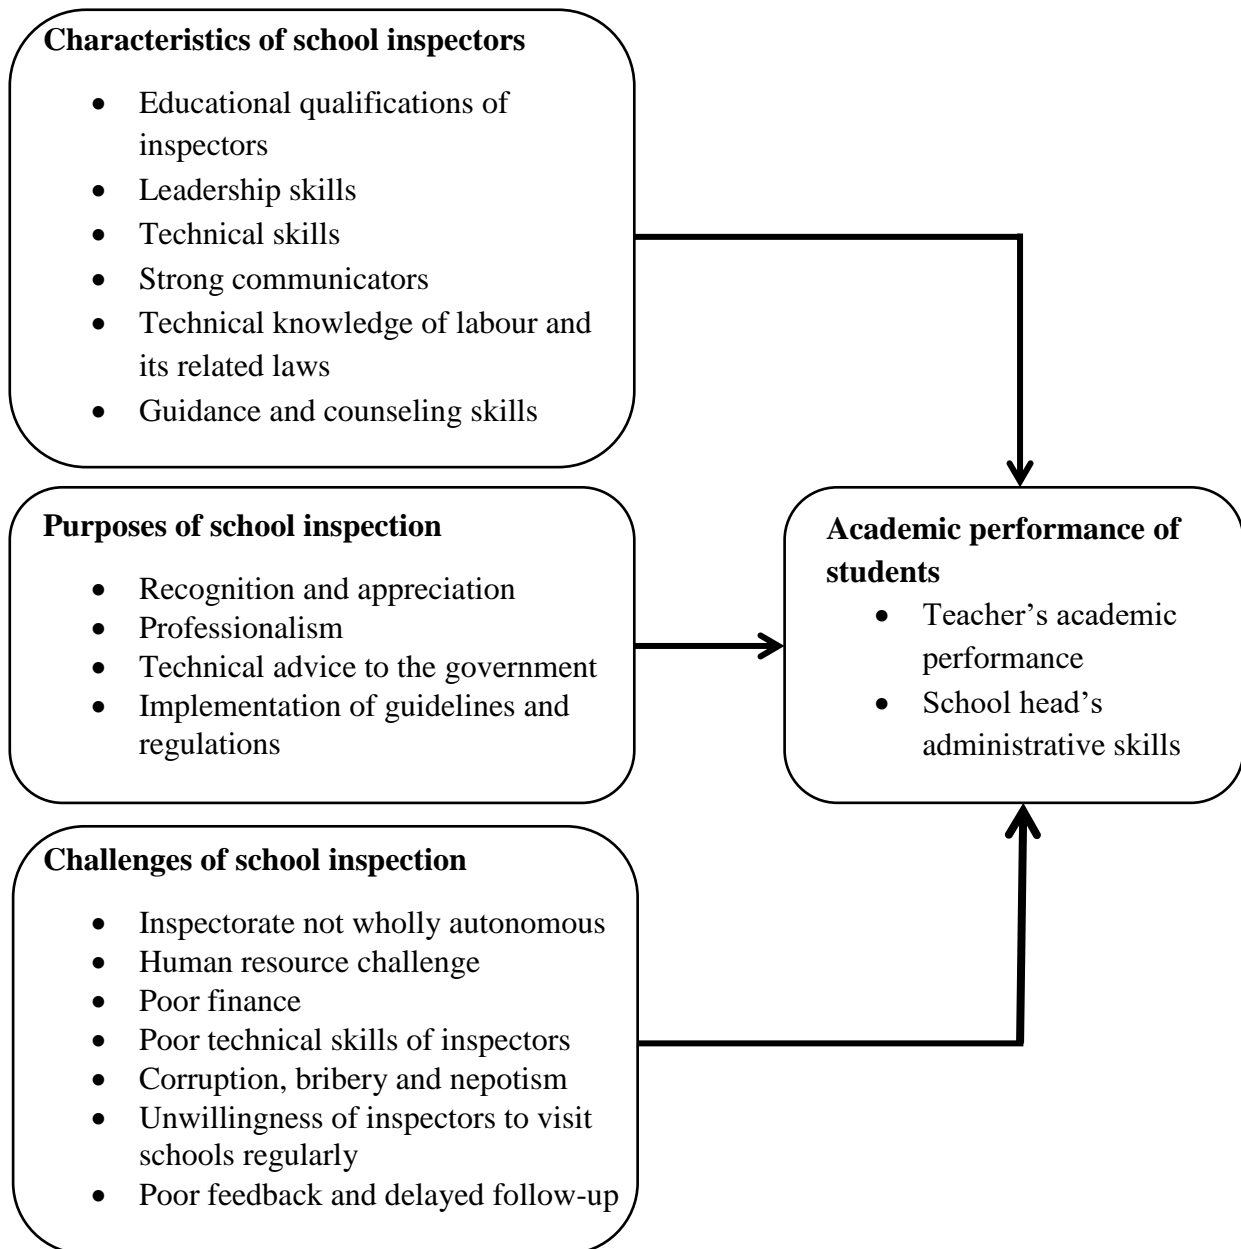 Characteristics of school inspectors
• Educational qualifications of
inspectors
• Leadership skills
• Technical skills
• Strong communicators
• Technical knowledge of labour and
its related laws
• Guidance and counseling skills
Purposes of school inspection
• Recognition and appreciation
• Professionalism
• Technical advice to the government
• Implementation of guidelines and
regulations
Challenges of school inspection
• Inspectorate not wholly autonomous
• Human resource challenge
• Poor finance
• Poor technical skills of inspectors
• Corruption, bribery and nepotism
• Unwillingness of inspectors to visit
schools regularly
• Poor feedback and delayed follow-up
Academic performance of
students
• Teacher’s academic
performance
• School head’s
administrative skills